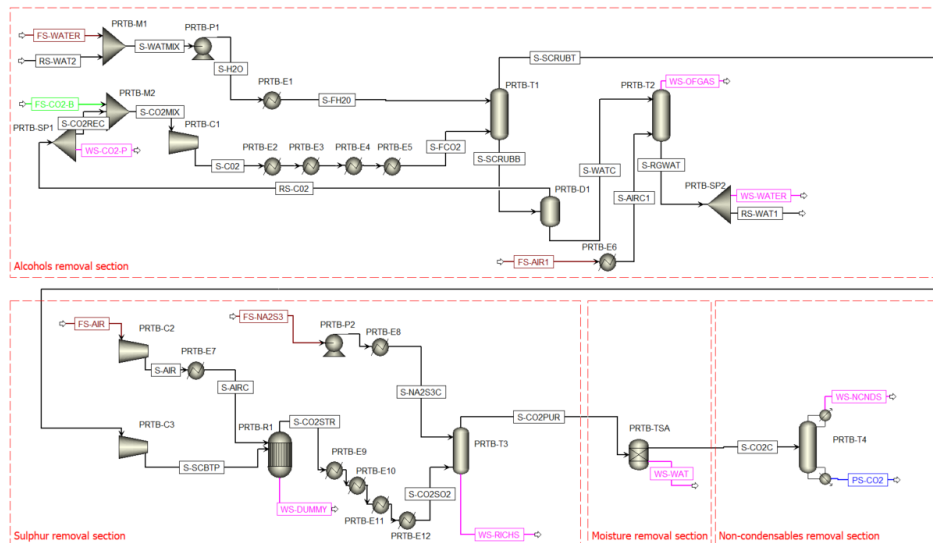 PRTB-M1
PRTB-P1
FS-WATER
S-WATMIX
RS-WAT2
S-SCRUBT
S-H2O
PRTB-E1
PRTB-T1
PRTB-T2
WS-OFGAS
PRTB-M2
S-FH20
FS-CO2-B
S-CO2MIX
S-CO2REC
PRTB-SP1
PRTB-C1
WS-CO2-P
PRTB-E2
PRTB-E3
PRTB-E4
PRTB-E5
S-FCO2
S-C02
S-SCRUBB
S-WATC
S-RGWAT
PRTB-SP2
RS-C02
PRTB-D1
S-AIRC1
WS-WATER
RS-WAT1
PRTB-E6
FS-AIR1
Alcohols removal section
FS-AIR
FS-NA2S3
PRTB-C2
PRTB-P2
PRTB-E8
PRTB-E7
S-AIR
S-AIRC
S-NA2S3C
WS-NCNDS
S-CO2PUR
PRTB-C3
PRTB-R1
S-CO2STR
PRTB-T3
PRTB-TSA
S-CO2C
PRTB-T4
PRTB-E9
S-SCBTP
PRTB-E10
WS-WAT
PS-CO2
S-CO2SO2
WS-DUMMY
PRTB-E11
PRTB-E12
WS-RICHS
Sulphur removal section
Moisture removal section
Non-condensables removal section